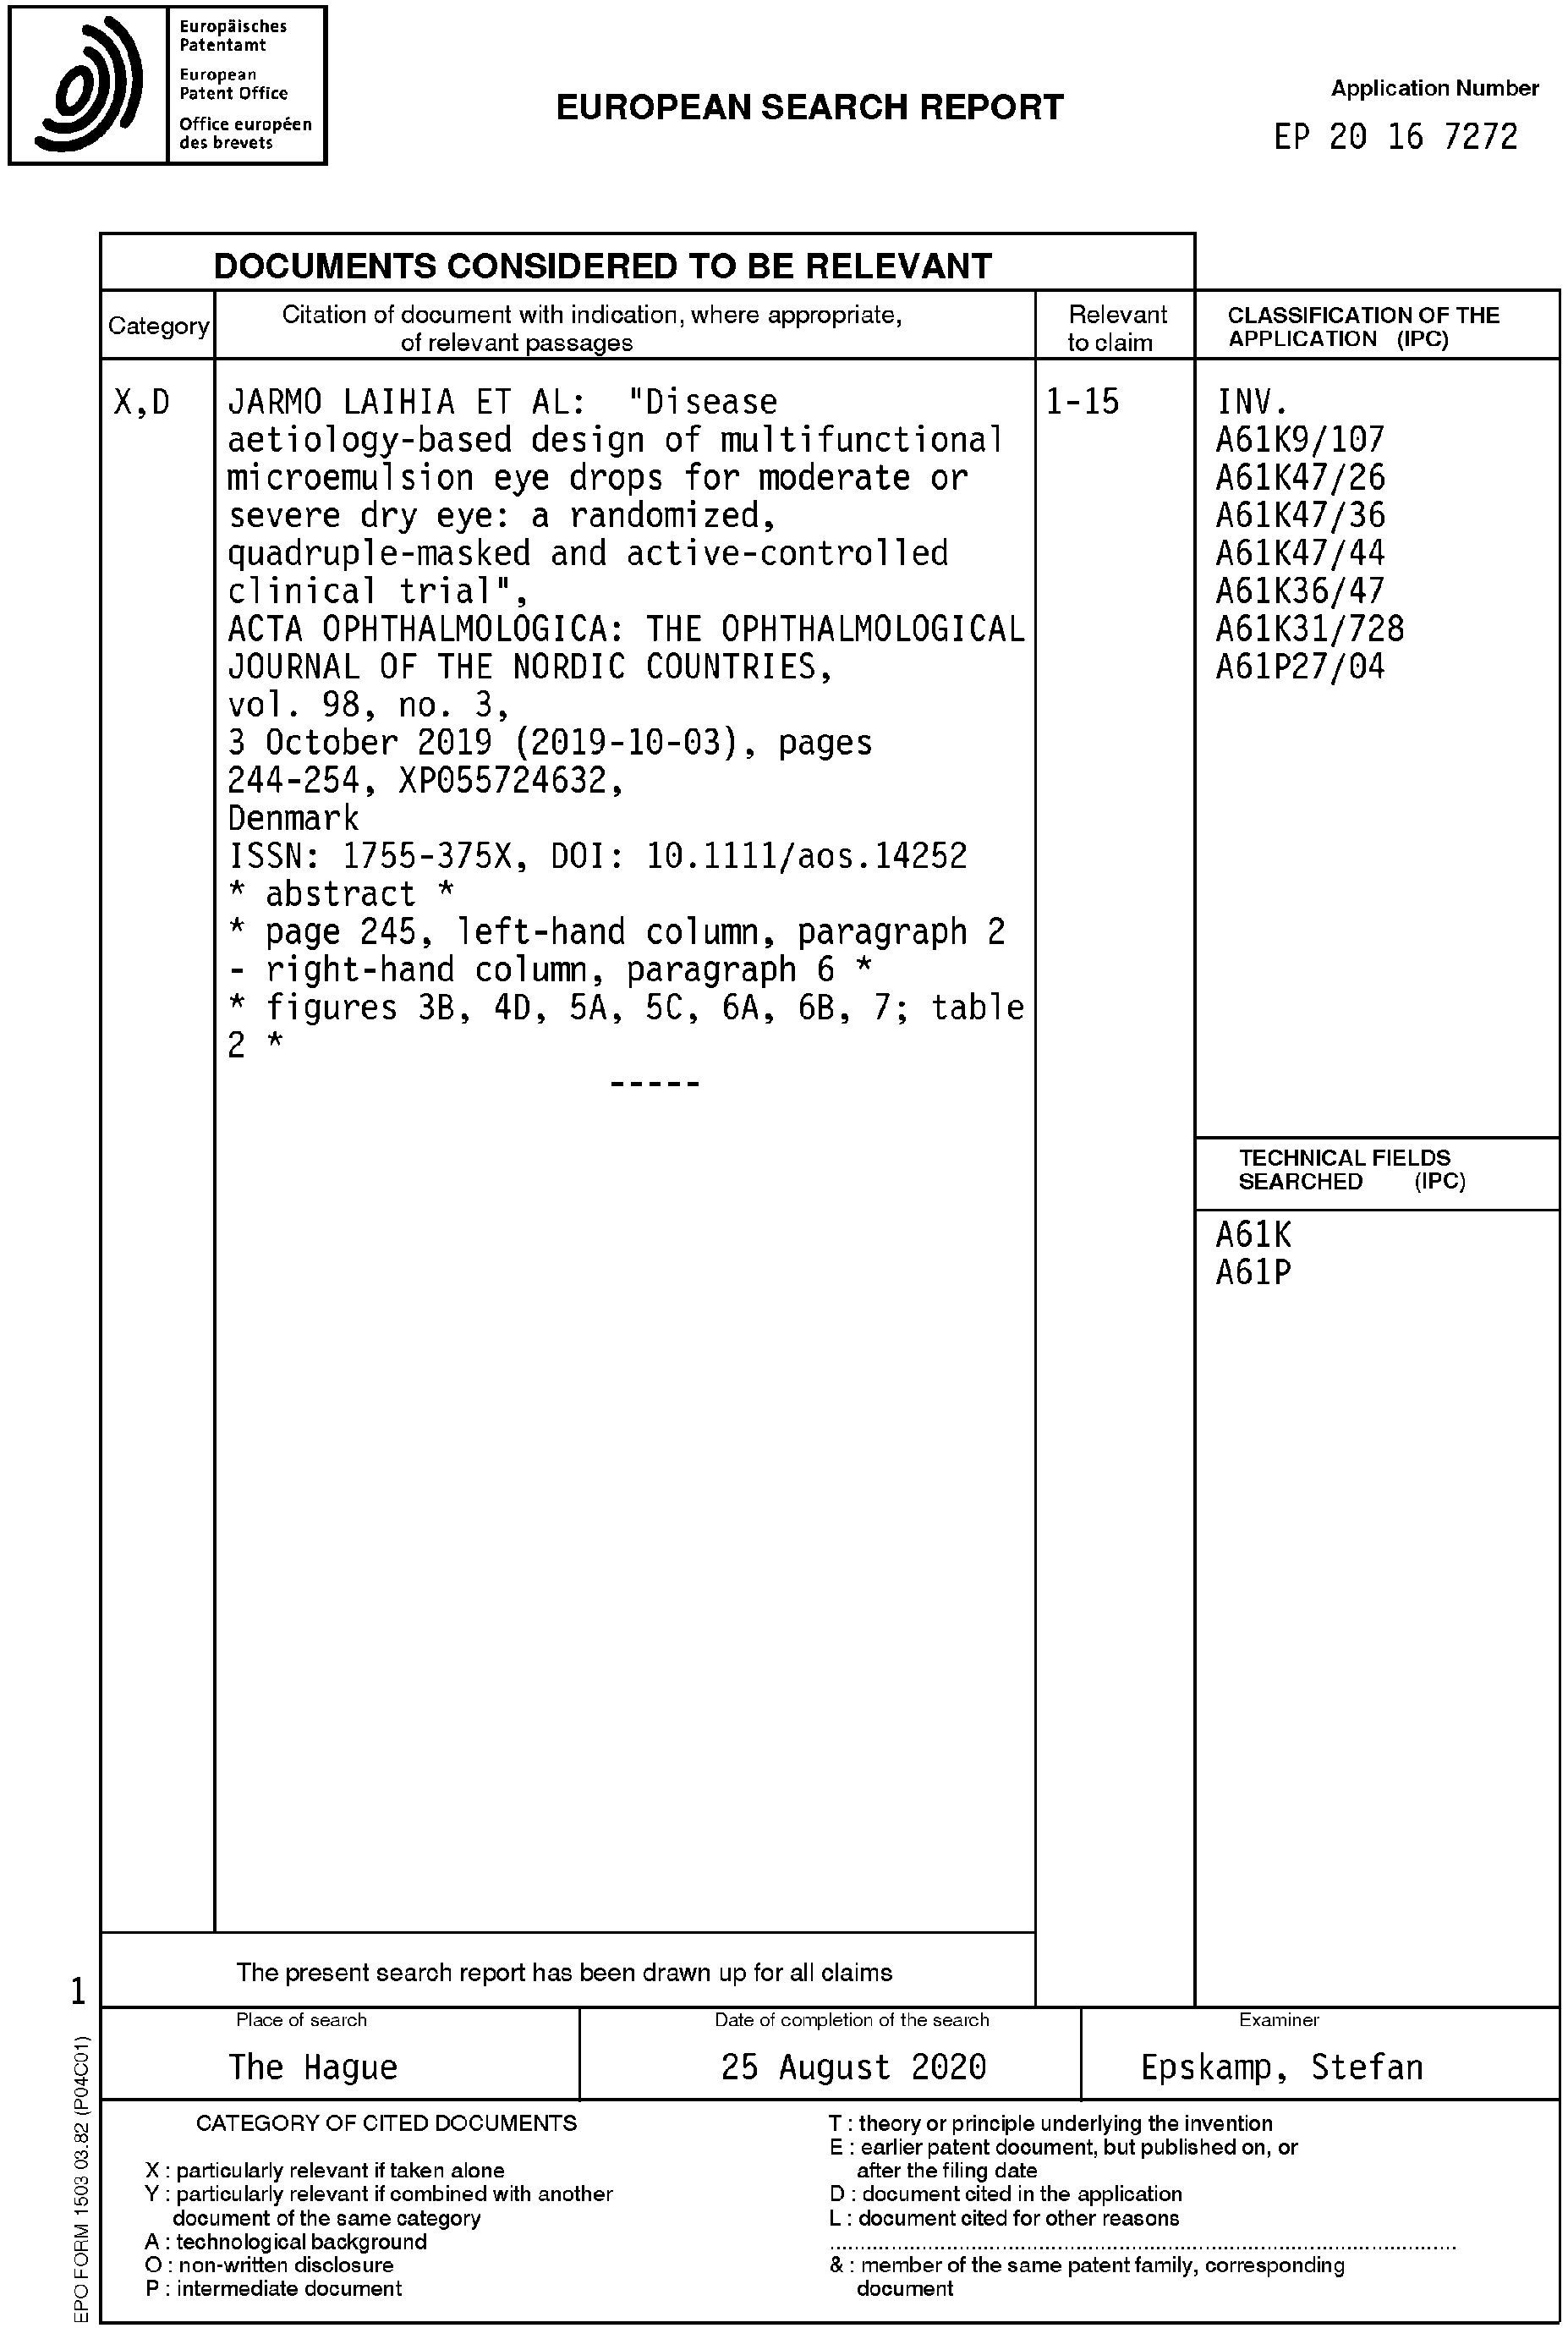 Europäisches
Patentamt
European
Patent Office
Office européen
des brevets
EUROPEAN SEARCH REPORT
Application Number
EP 20 16 7272
DOCUMENTS CONSIDERED TO BE RELEVANT
Category
Citation of document with indication, where appropriate,
of relevant passages
Relevant
to claim
CLASSIFICATION OF THE
APPLICATION (IPC)
X,D
JARMO LAIHIA ET AL: "Disease
aetiology-based design of multifunctional
microemulsion eye drops for moderate or
severe dry eye: a randomized,
quadruple-masked and active-controlled
clinical trial",
ACTA OPHTHALMOLOGICA: THE OPHTHALMOLOGICAL
JOURNAL OF THE NORDIC COUNTRIES,
vol. 98, no. 3,
3 October 2019 (2019-10-03), pages
244-254, XP055724632,
Denmark
ISSN: 1755-375X, DOI: 10.1111/aos.14252
* abstract *
* page 245, left-hand column, paragraph 2
- right-hand column, paragraph 6 *
* figures 3B, 4D, 5A, 5C, 6A, 6B, 7; table
2 *
-----
1-15
INV.
A61K9/107
A61K47/26
A61K47/36
A61K47/44
A61K36/47
A61K31/728
A61P27/04
TECHNICAL FIELDS
SEARCHED (IPC)
A61K
A61P
The present search report has been drawn up for all claims
1
Place of search
The Hague
Date of completion of the search
25 August 2020
Examiner
Epskamp, Stefan
CATEGORY OF CITED DOCUMENTS
X : particularly relevant if taken alone
Y : particularly relevant if combined with another
document of the same category
A : technological background
O : non-written disclosure
P : intermediate document
T : theory or principle underlying the invention
E : earlier patent document, but published on, or
after the filing date
D : document cited in the application
L : document cited for other reasons
& : member of the same patent family, corresponding
document
EPO FORM 1503 03.82 (P04C01)